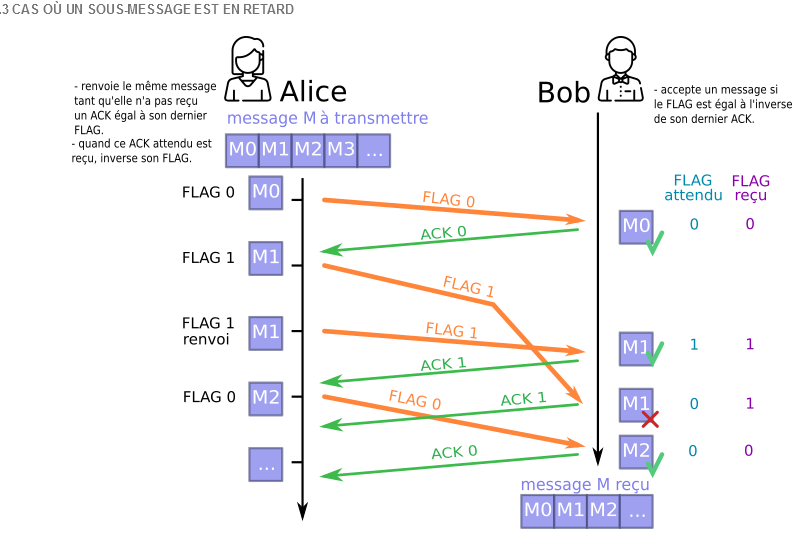 .3 CAS OÙ UN SOUS-MESSAGE EST EN RETARD
- renvoie le même message
tant qu'elle n'a pas reçu
un ACK égal à son dernier
FLAG.
- quand ce ACK attendu est
reçu, inverse son FLAG.
Alice
Bob
- accepte un message si
le FLAG est égal à l'inverse
de son dernier ACK.
message M à transmettre
M0 M1 M2 M3 ...
FLAG attendu
FLAG reçu
FLAG 0
M0
FLAG 0
M0
0
0
ACK 0
FLAG 1
M1
FLAG 1
FLAG 1
renvoi
M1
FLAG 1
M1
1
1
ACK 1
FLAG 0
M2
FLAG 0
ACK 1
M1
0
1
M2
0
0
ACK 0
...
message M reçu
M0 M1 M2 ...